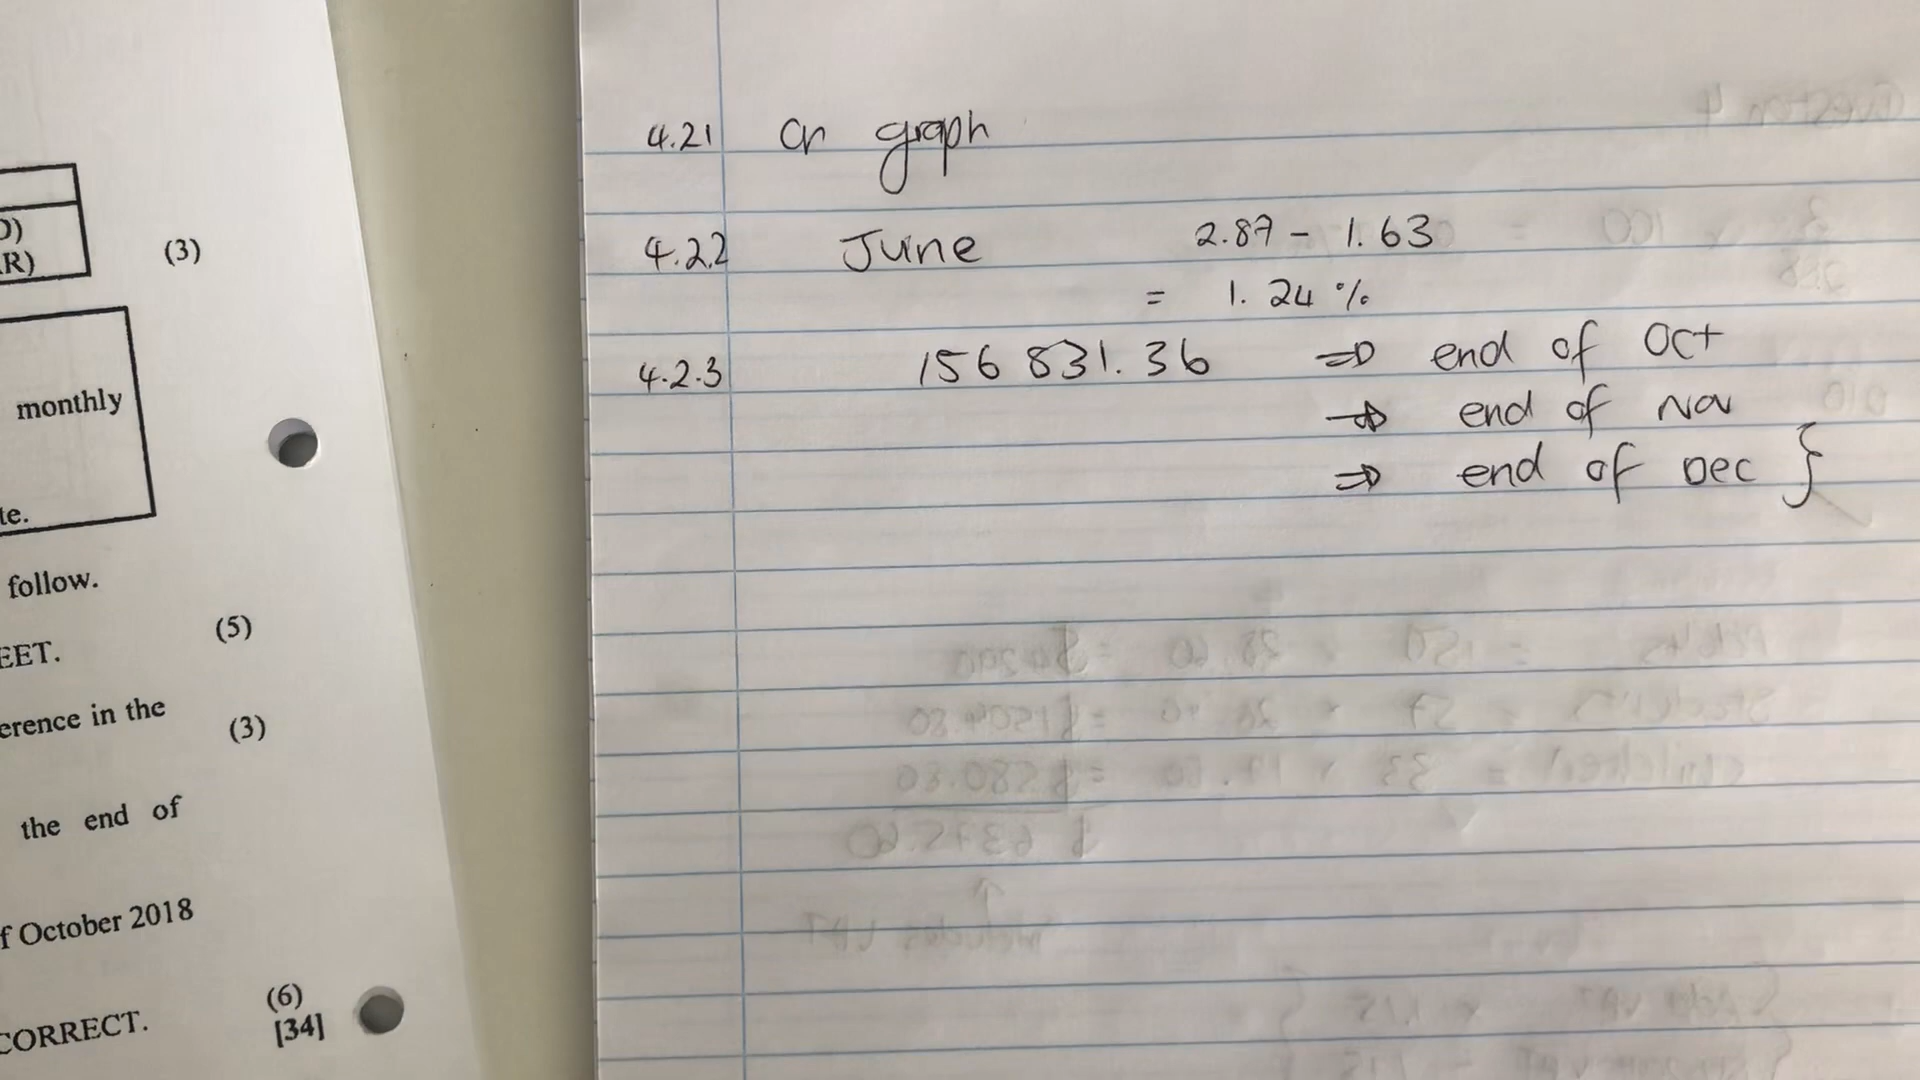 D)
R)
(3)
monthly
te.
follow.
EET.
(5)
erence in the
(3)
the end of
f October 2018
(6)
CORRECT.
[34]
4.21 on graph
4.2.2 June 2.87 - 1.63
= 1.24 %
4.2.3 156 831.36 ⇒ end of Oct
⇒ end of Nov
⇒ end of Dec }